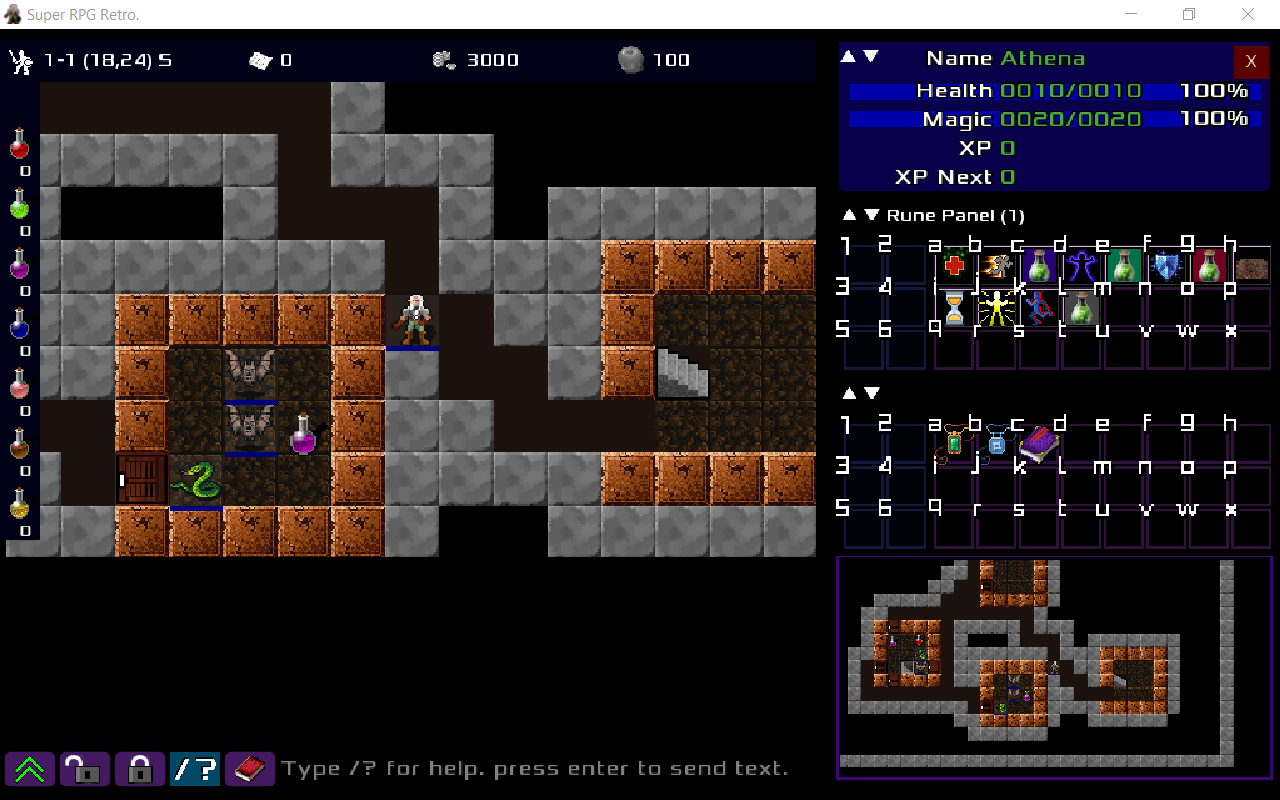 Super RPG Retro.
1-1 (18,24) S 0 3000 100
Name Athena X
Health 0010/0010 100%
Magic 0020/0020 100%
XP 0
XP Next 0
0
0
0
0
0
0
0
Rune Panel (1)
1 2 a b c d e f g h
3 4 i j k l m n o p
5 6 q r s t u v w x
1 2 a b c d e f g h
3 4 i j k l m n o p
5 6 q r s t u v w x
/? Type /? for help. press enter to send text.